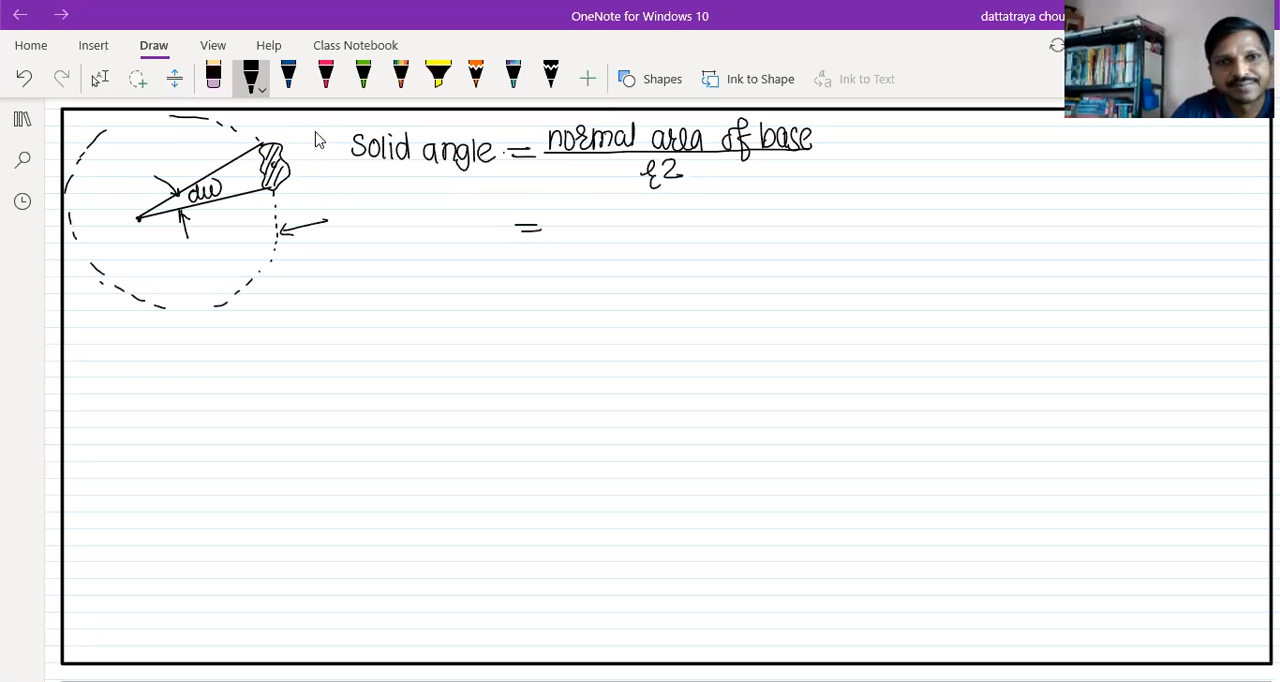 OneNote for Windows 10
dattatraya chou
Home Insert Draw View Help Class Notebook
Shapes Ink to Shape Ink to Text
Solid angle = normal area of base
r2
=
dω